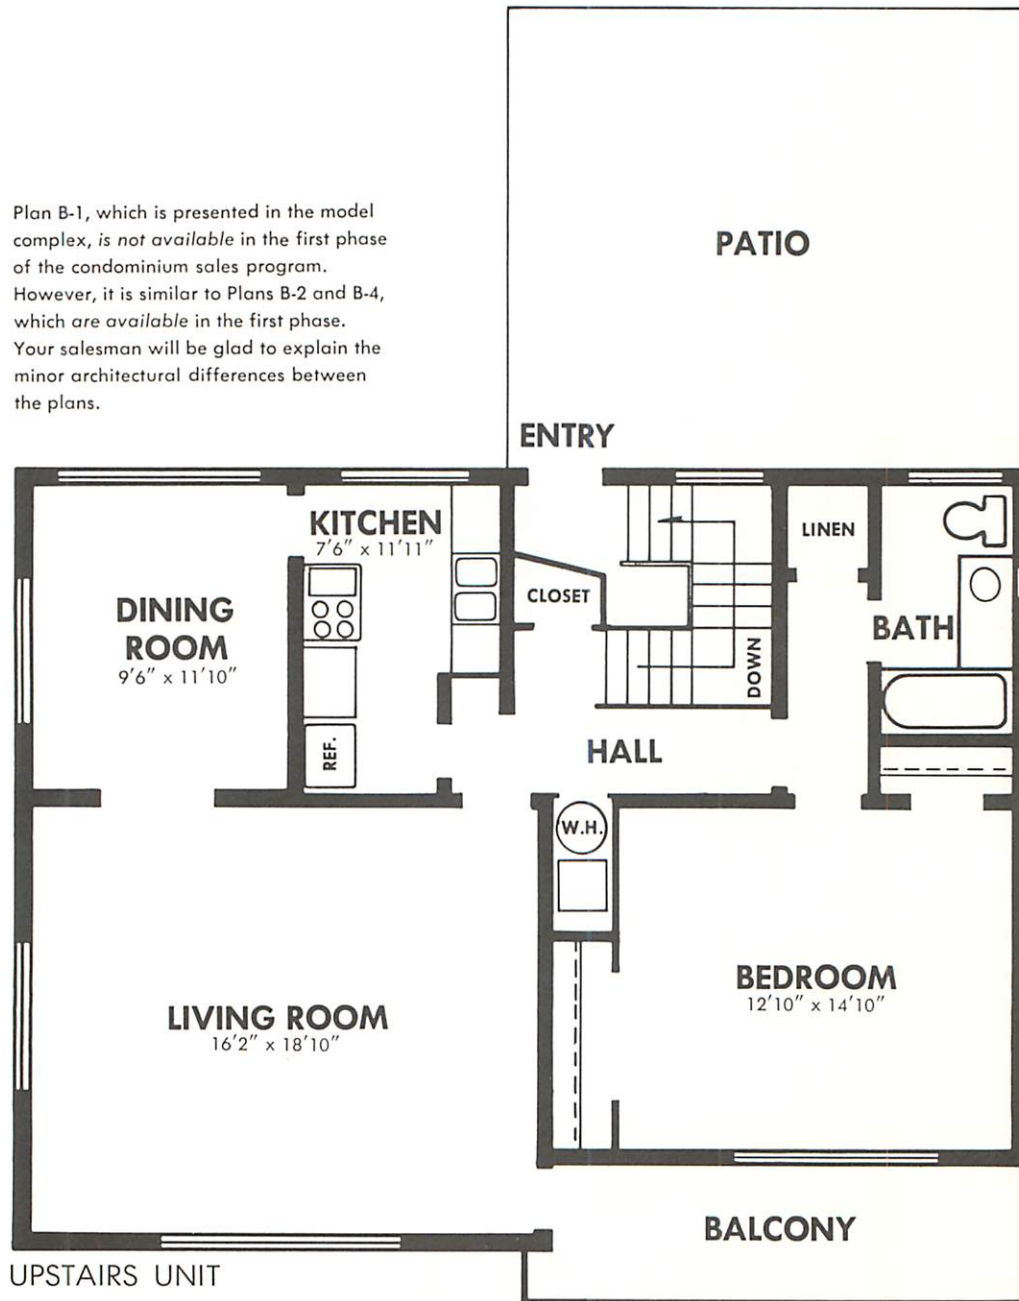 Plan B-1, which is presented in the model
complex, is not available in the first phase
of the condominium sales program.
However, it is similar to Plans B-2 and B-4,
which are available in the first phase.
Your salesman will be glad to explain the
minor architectural differences between
the plans.
PATIO
ENTRY
KITCHEN
7'6" x 11'11"
LINEN
CLOSET
DINING
ROOM
9'6" x 11'10"
BATH
DOWN
REF.
HALL
W.H.
LIVING ROOM
16'2" x 18'10"
BEDROOM
12'10" x 14'10"
BALCONY
UPSTAIRS UNIT